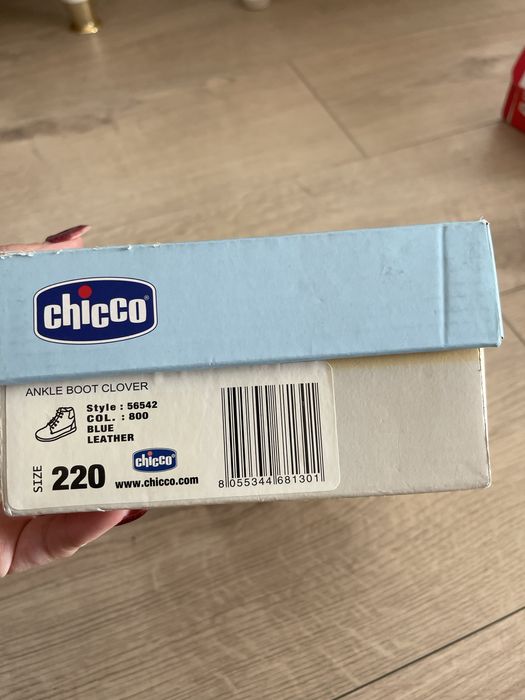 chicco
ANKLE BOOT CLOVER
Style : 56542
COL. : 800
BLUE
LEATHER
SIZE 220
chicco
www.chicco.com
8 055344 681301